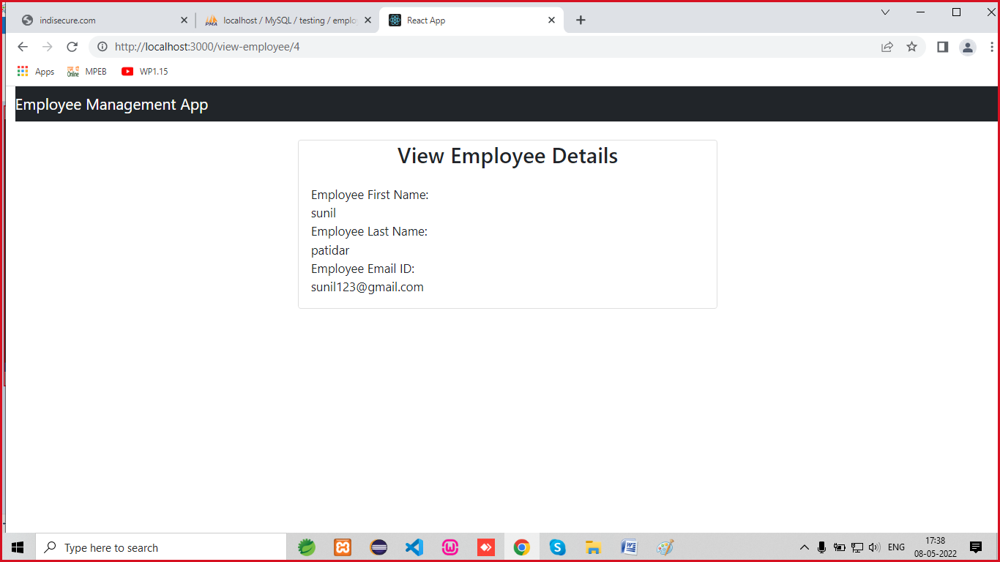 indisecure.com
localhost / MySQL / testing / emplo
React App
http://localhost:3000/view-employee/4
Apps
MPEB
WP1.15
Employee Management App
View Employee Details
Employee First Name:
sunil
Employee Last Name:
patidar
Employee Email ID:
sunil123@gmail.com
Type here to search
ENG
17:38
08-05-2022